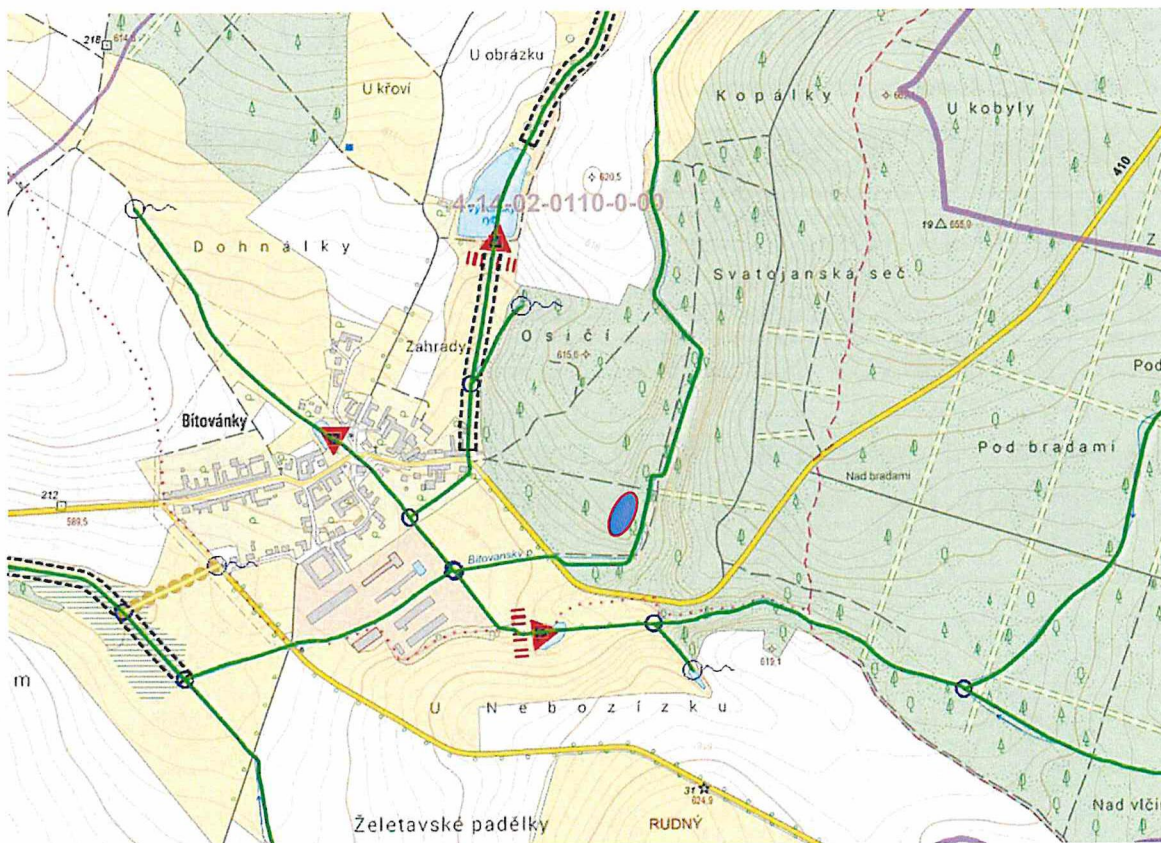 218
U obrázku
U křoví
Kopálky
U kobyly
410
620,5
4-14-02-0110-0-00
19
655,9
Z
Dohnálky
Svatojanská seč
Osičí
Zahrady
615,6
Pod
Bítovánky
Pod bradami
Nad bradami
212
589,5
Bítovanský p.
619,1
m
U Nebozízku
31
624,9
Želetavské padělky
RUDNÝ
Nad vlčí